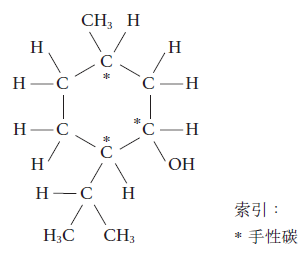 CH₃ H
H H
C
*
H—C C—H
H—C *C—H
*
H C OH
H—C H
H₃C CH₃
索引：
* 手性碳